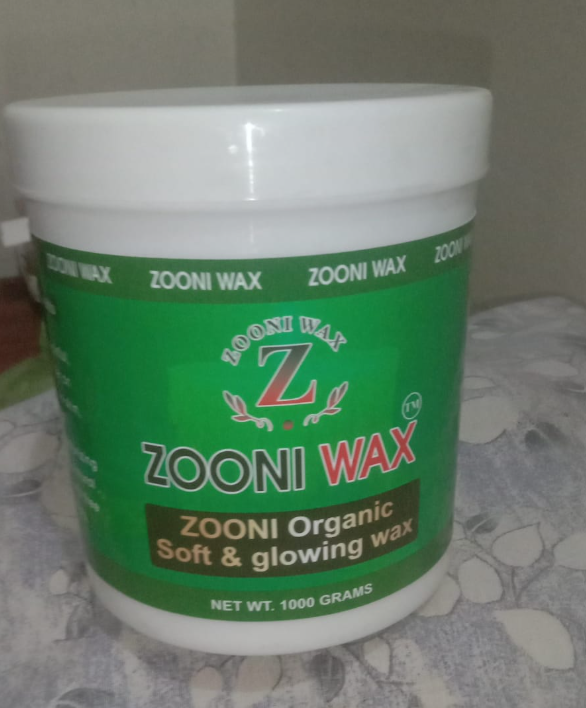 ZOONI WAX ZOONI WAX ZOONI WAX ZOONI
ZOONI WAX
Z
TM
ZOONI WAX
ZOONI Organic
Soft & glowing wax
NET WT. 1000 GRAMS